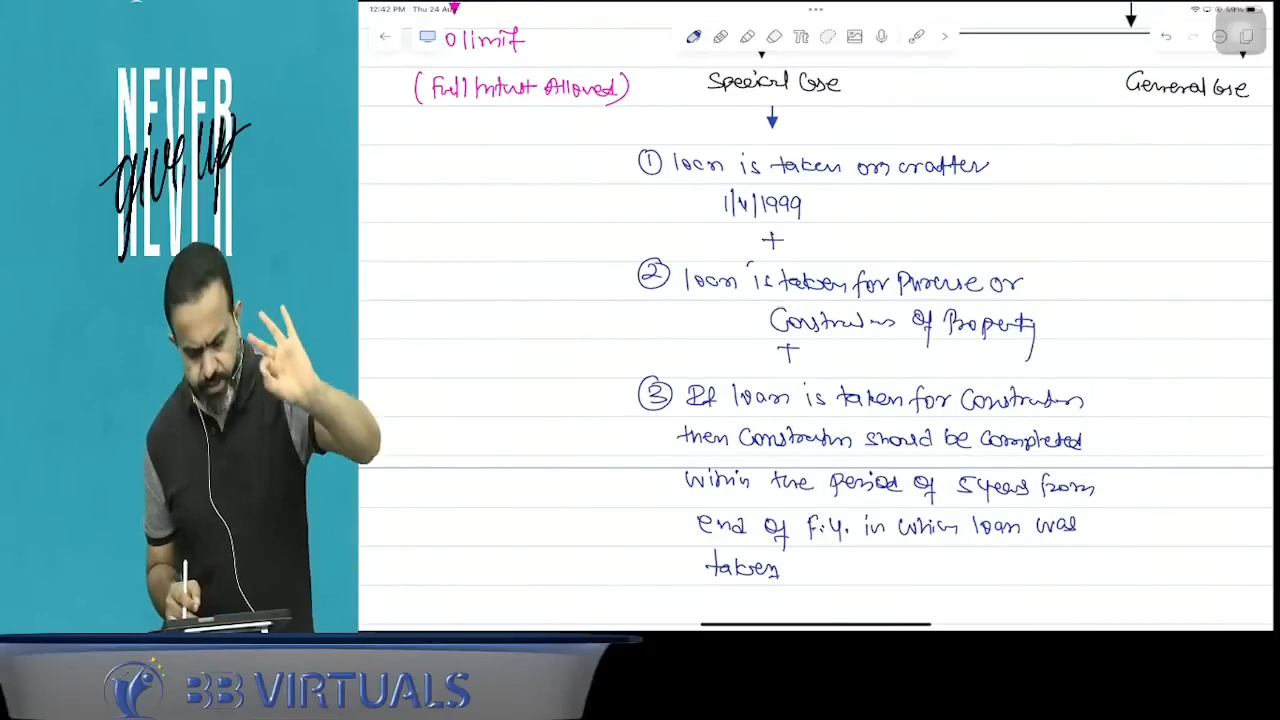 12:42 PM Thu 24 Au
59%
0 limit
(Full Interest Allowed)
Special Case
General Case
NEVER
give up
NEVER
① loan is taken on or after
1/4/1999
+
② loan is taken for Purchase or
Construction of Property
+
③ If loan is taken for Construction
then Construction should be Completed
within the period of 5 years from
end of F.Y. in which loan was
taken
BB VIRTUALS